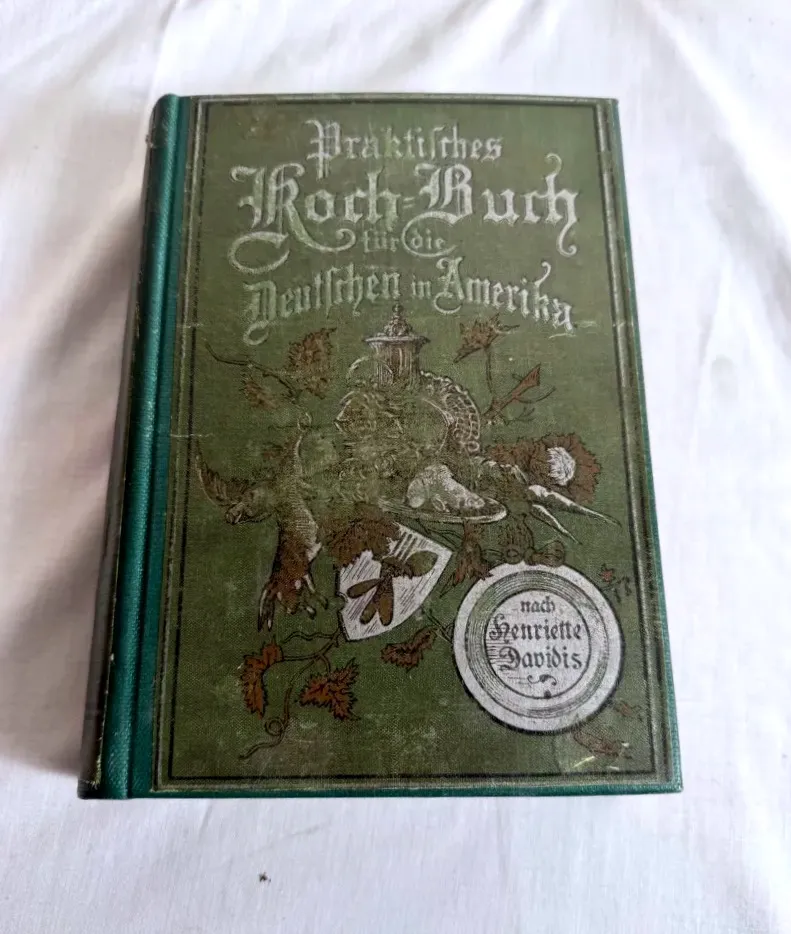 Praktisches
Koch=Buch
für die
Deutschen in Amerika
nach
Henriette
Davidis